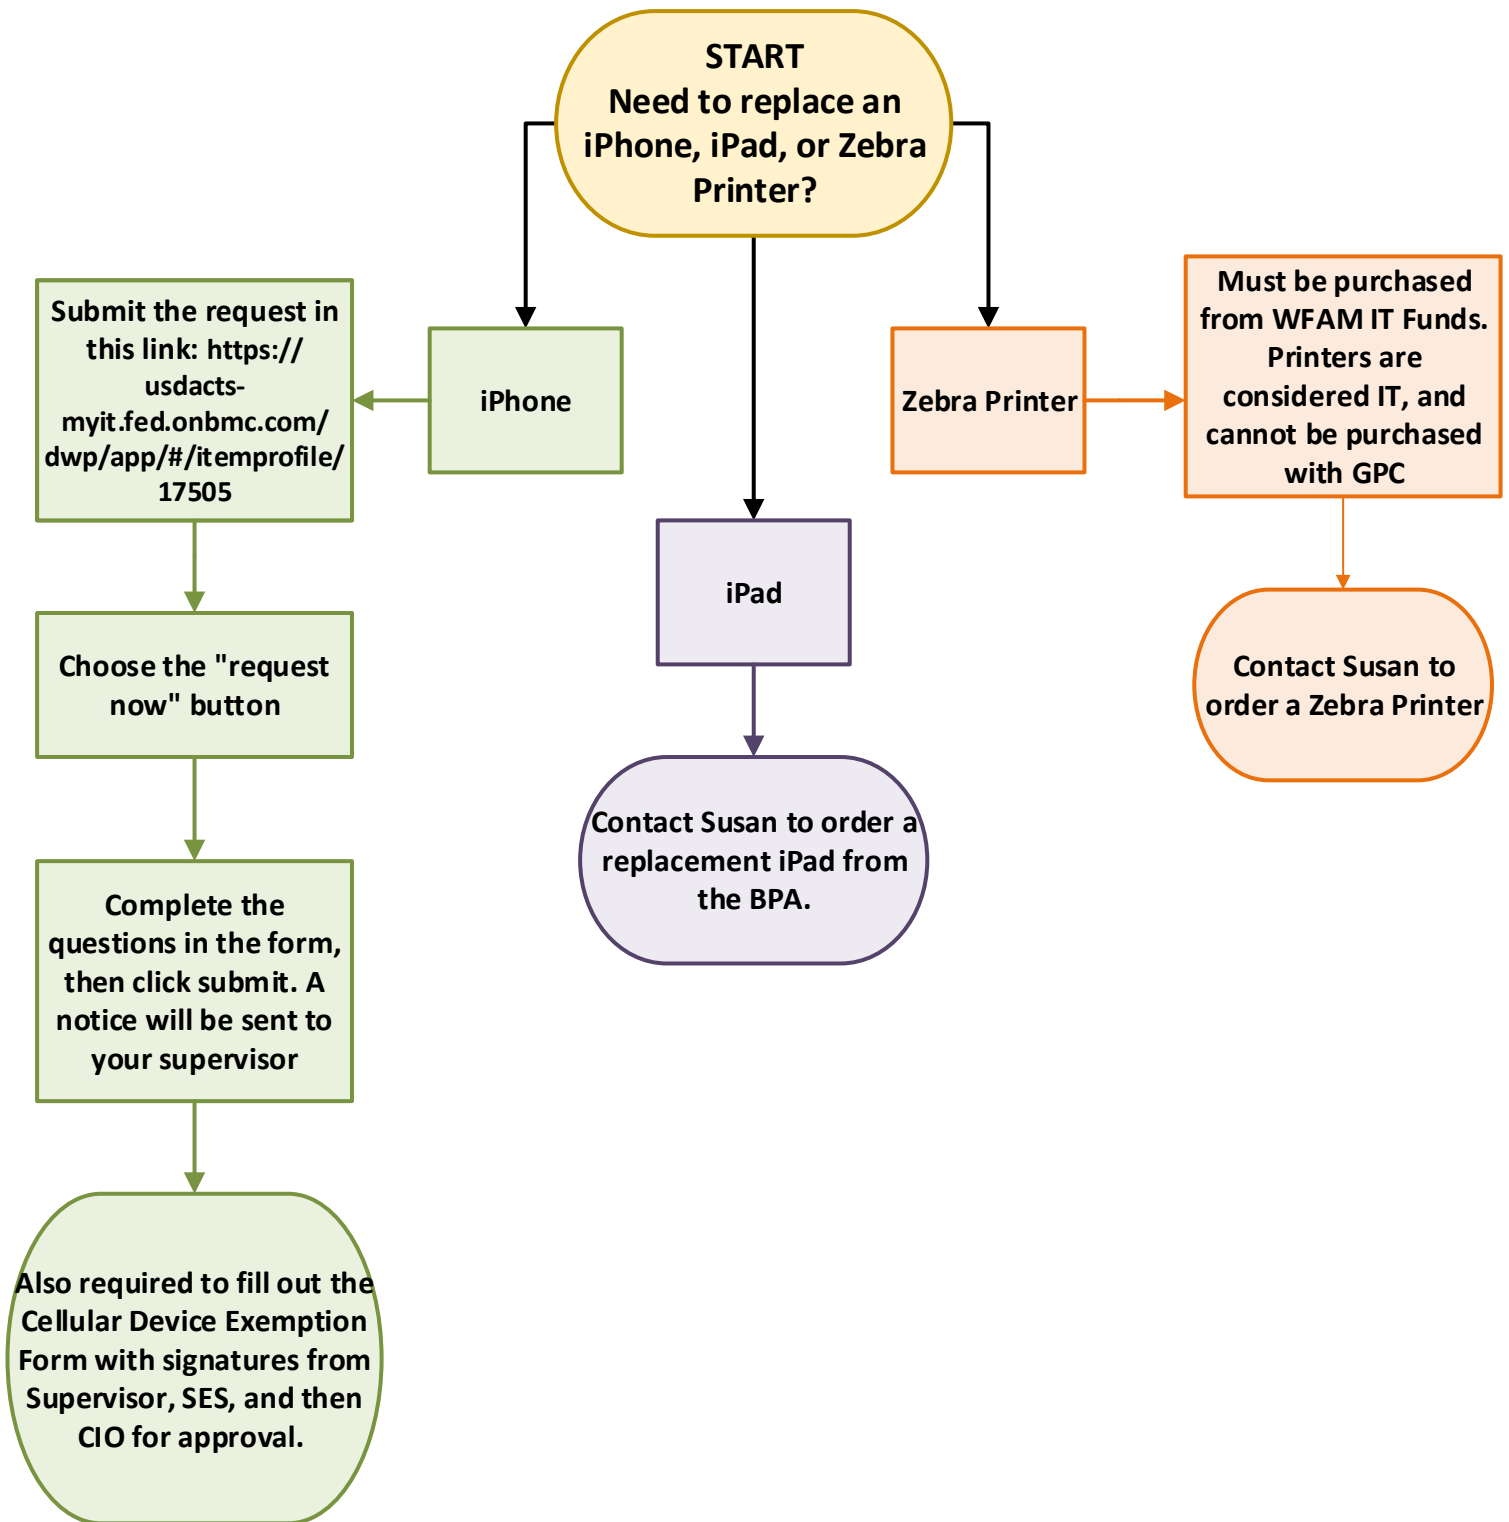 START
Need to replace an
iPhone, iPad, or Zebra
Printer?
Submit the request in
this link: https://
usdacts-
myit.fed.onbmc.com/
dwp/app/#/itemprofile/
17505
iPhone
Zebra Printer
Must be purchased
from WFAM IT Funds.
Printers are
considered IT, and
cannot be purchased
with GPC
iPad
Choose the "request
now" button
Contact Susan to
order a Zebra Printer
Contact Susan to order a
replacement iPad from
the BPA.
Complete the
questions in the form,
then click submit. A
notice will be sent to
your supervisor
Also required to fill out the
Cellular Device Exemption
Form with signatures from
Supervisor, SES, and then
CIO for approval.